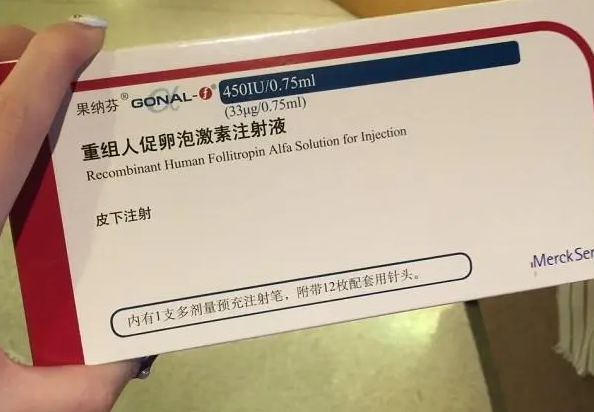 果纳芬® GONAL-f® 450IU/0.75ml
(33μg/0.75ml)
重组人促卵泡激素注射液
Recombinant Human Follitropin Alfa Solution for Injection
皮下注射
Merck Ser
内有1支多剂量预充注射笔，附带12枚配套用针头。